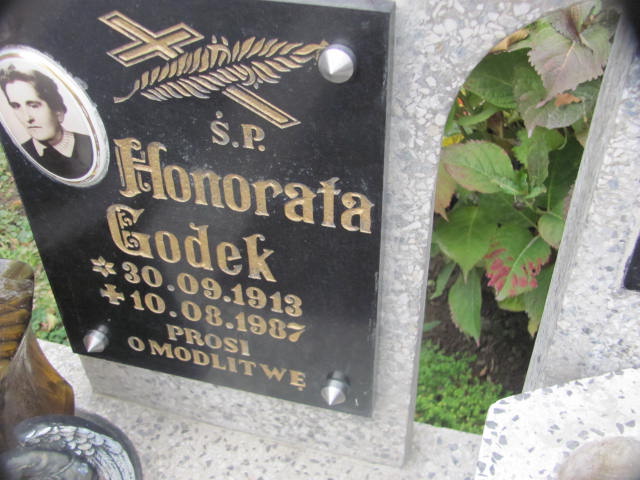 Ś.P.
Honorata
Godek
* 30.09.1913
+ 10.08.1987
PROSI
O MODLITWĘ